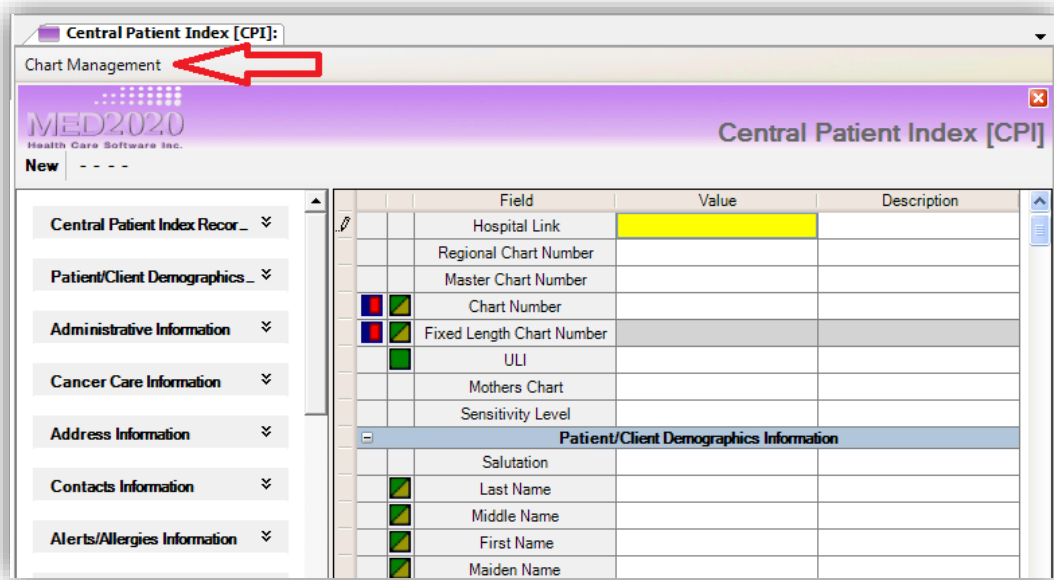 Central Patient Index [CPI]:
Chart Management
MED2020
Health Care Software Inc.
Central Patient Index [CPI]
New - - - -
Central Patient Index Recor...
Patient/Client Demographics...
Administrative Information
Cancer Care Information
Address Information
Contacts Information
Alerts/Allergies Information
Field Value Description
Hospital Link
Regional Chart Number
Master Chart Number
Chart Number
Fixed Length Chart Number
ULI
Mothers Chart
Sensitivity Level
Patient/Client Demographics Information
Salutation
Last Name
Middle Name
First Name
Maiden Name